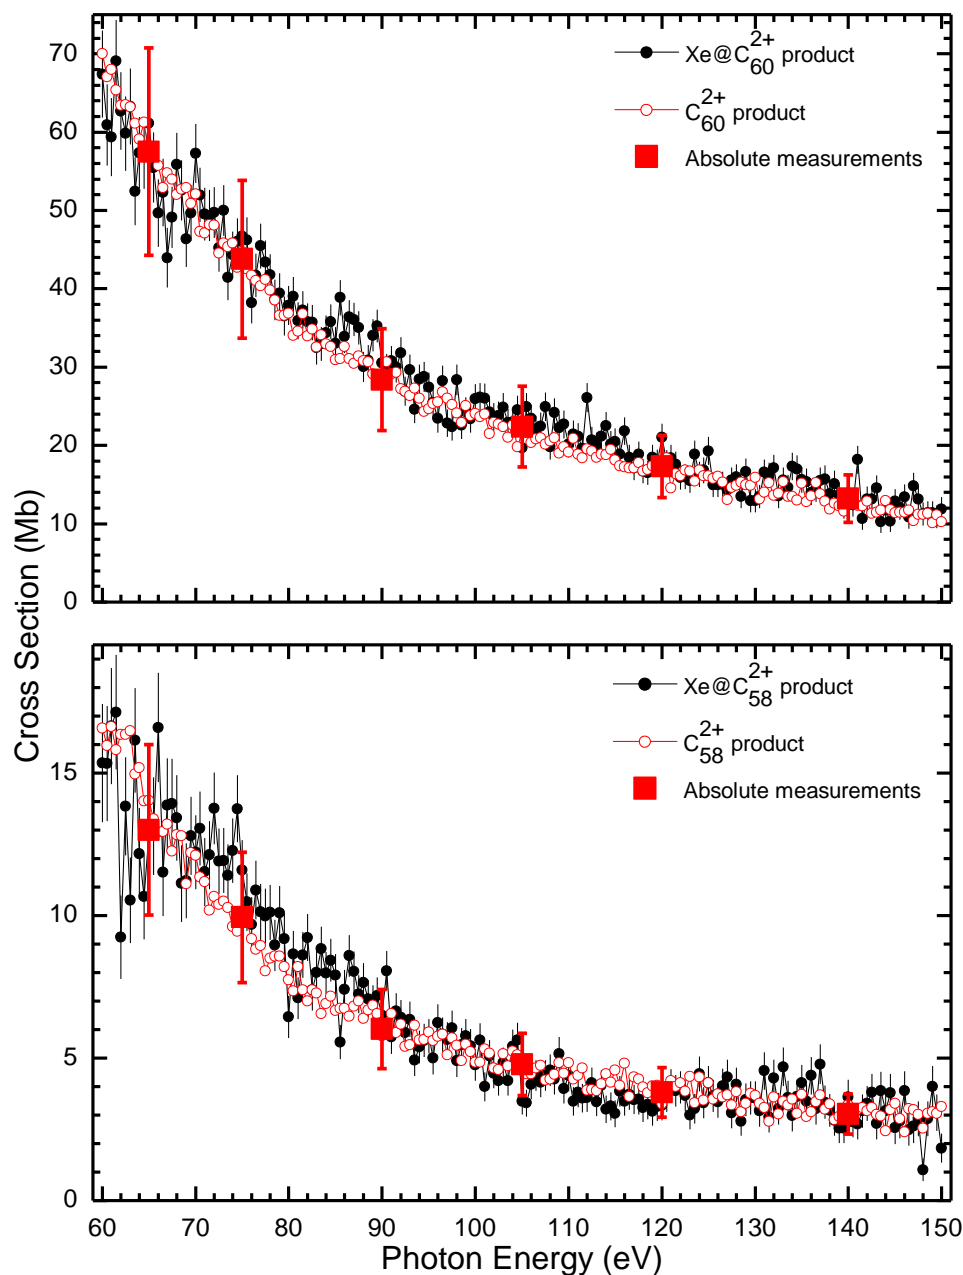 70
60
50
40
30
20
10
0
Xe@C60^2+ product
C60^2+ product
Absolute measurements
Cross Section (Mb)
15
10
5
0
Xe@C58^2+ product
C58^2+ product
Absolute measurements
60 70 80 90 100 110 120 130 140 150
Photon Energy (eV)